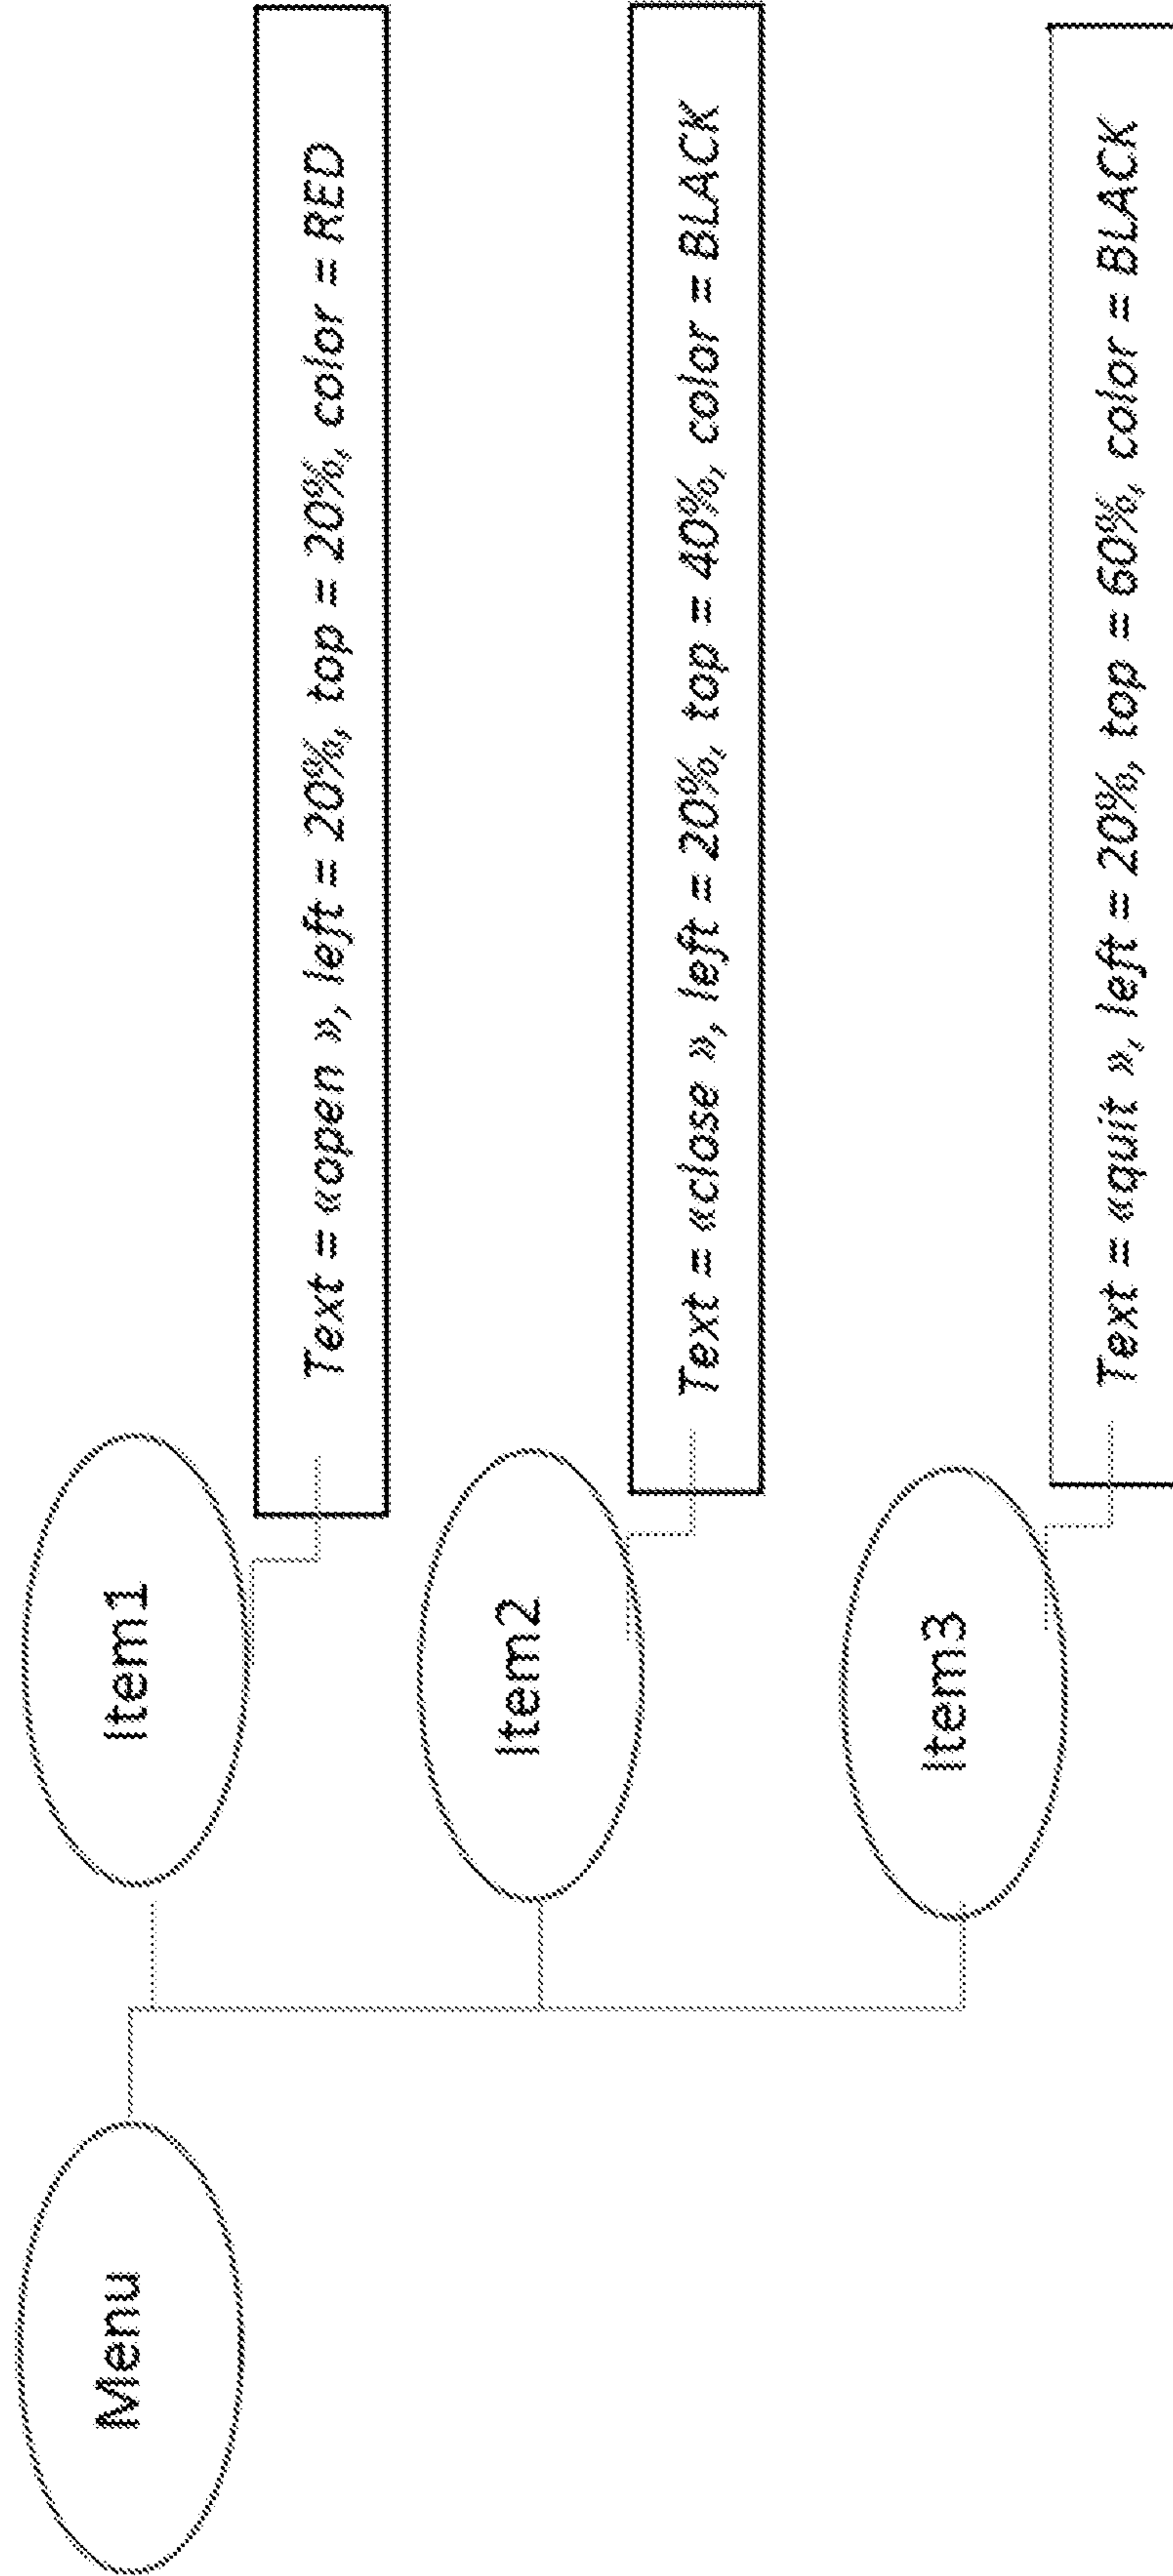 Menu
Item1
Text = «open », left = 20%, top = 20%, color = RED
Item2
Text = «close », left = 20%, top = 40%, color = BLACK
Item3
Text = «quit », left = 20%, top = 60%, color = BLACK